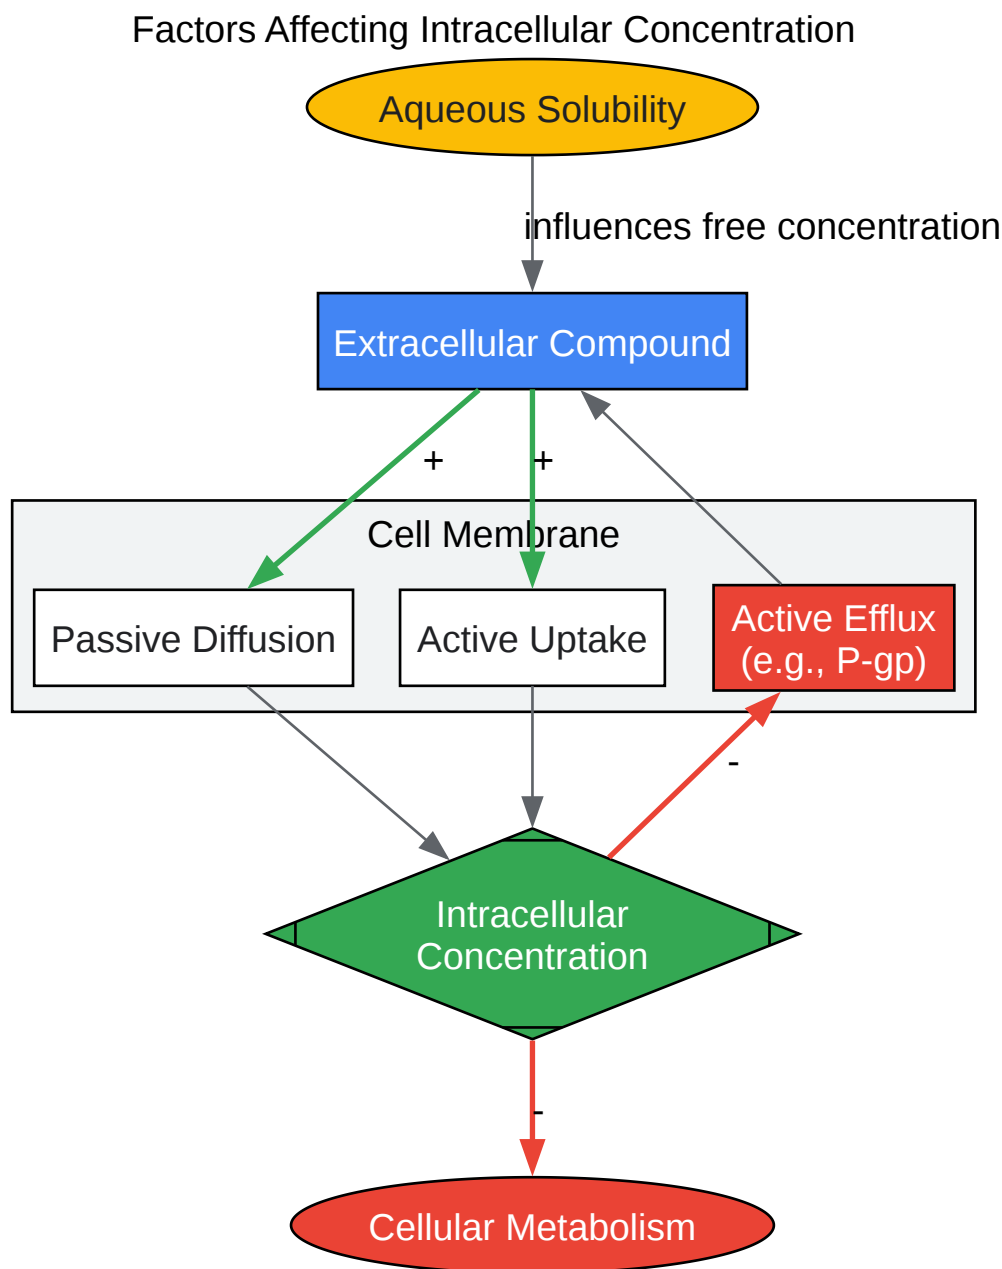 Factors Affecting Intracellular Concentration
Aqueous Solubility
influences free concentration
Extracellular Compound
+
+
Cell Membrane
Passive Diffusion
Active Uptake
Active Efflux
(e.g., P-gp)
-
Intracellular
Concentration
-
Cellular Metabolism